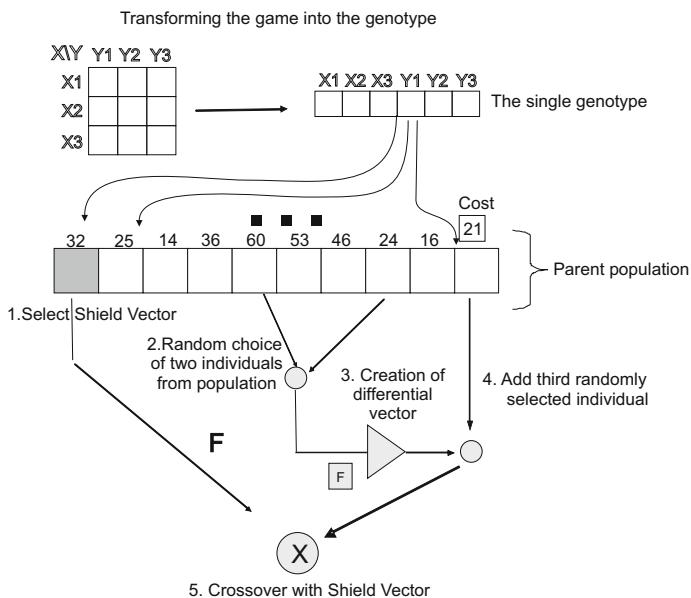 Transforming the game into the genotype
X\Y Y1 Y2 Y3
X1
X2
X3
X1 X2 X3 Y1 Y2 Y3
The single genotype
Cost
21
32 25 14 36 60 53 46 24 16
Parent population
1.Select Shield Vector
2.Random choice
of two individuals
from population
3. Creation of
differential
vector
4. Add third randomly
selected individual
F
F
X
5. Crossover with Shield Vector